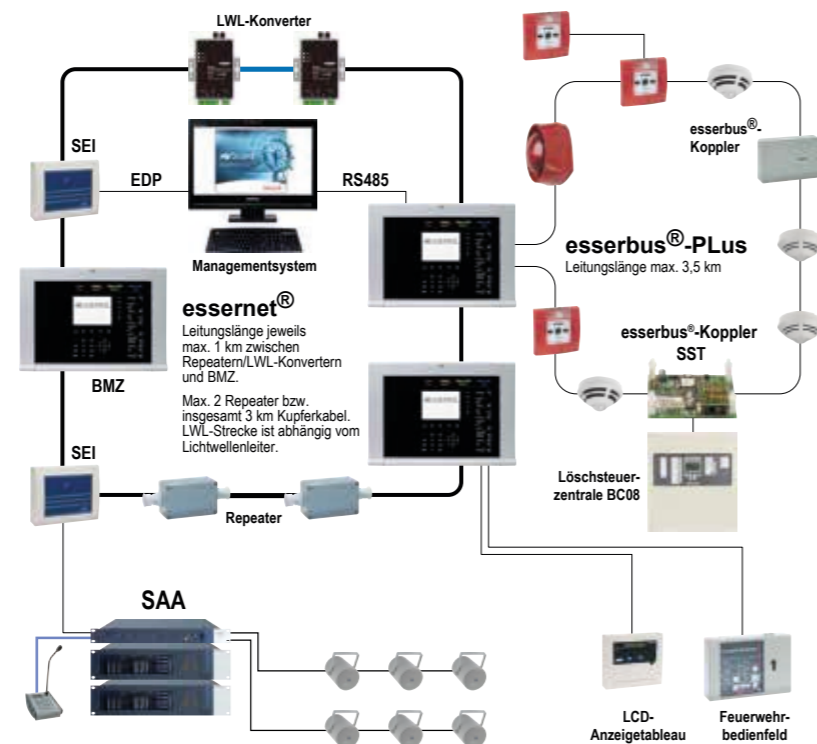 LWL-Konverter
SEI
EDP
RS485
Managementsystem
esserbus®-
Koppler
esserbus®-PLus
Leitungslänge max. 3,5 km
essernet®
Leitungslänge jeweils
max. 1 km zwischen
Repeatern/LWL-Konvertern
und BMZ.
Max. 2 Repeater bzw.
insgesamt 3 km Kupferkabel.
LWL-Strecke ist abhängig vom
Lichtwellenleiter.
BMZ
esserbus®-Koppler
SST
SEI
Repeater
Löschsteuer-
zentrale BC08
SAA
LCD-
Anzeigetableau
Feuerwehr-
bedienfeld